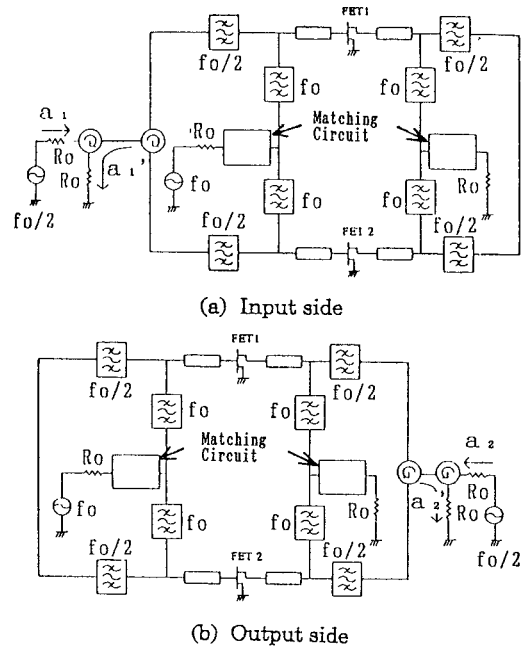 FET1
fo/2
fo/2
fo
fo
a 1
Ro
Matching
Circuit
Ro
Ro
a 1'
fo
Ro
fo/2
fo
fo
fo/2
fo/2
FET 2
(a) Input side
FET1
fo/2
fo/2
fo
fo
Matching
Circuit
Ro
a 2
Ro
fo
Ro
a 2'
Ro
fo
fo
fo/2
fo/2
fo/2
FET 2
(b) Output side